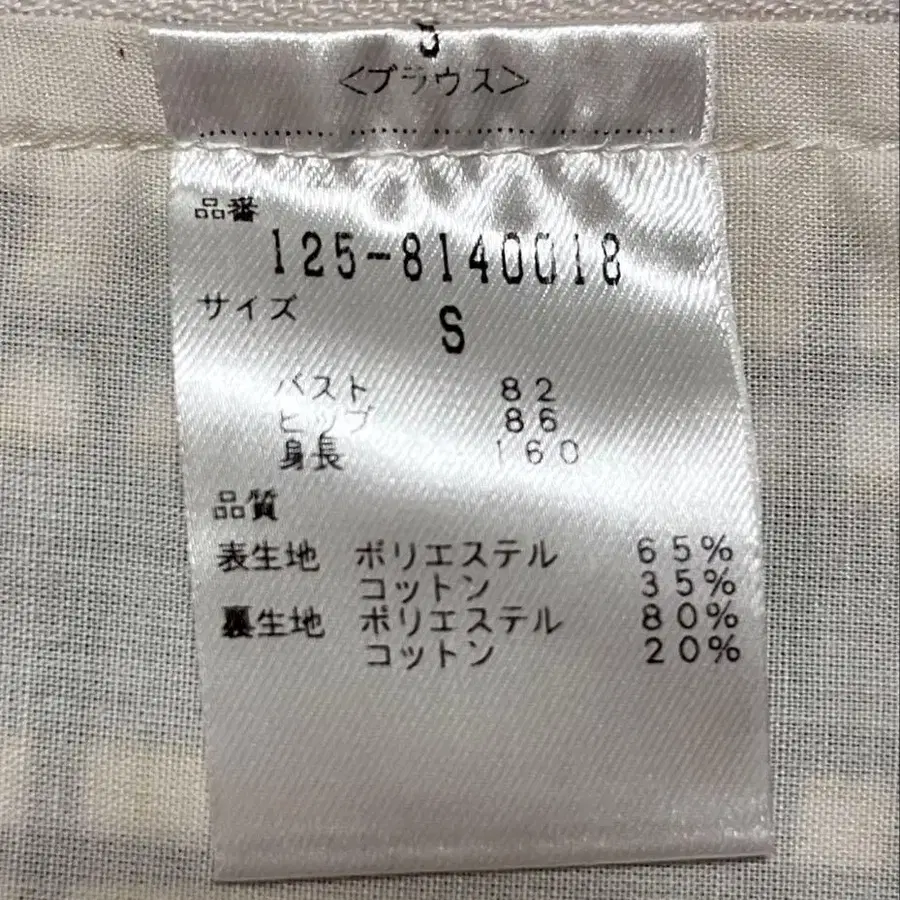 <ブラウス>
品番
125-8140018
サイズ
S
バスト 82
ヒップ 86
身長 160
品質
表生地 ポリエステル 65%
コットン 35%
裏生地 ポリエステル 80%
コットン 20%